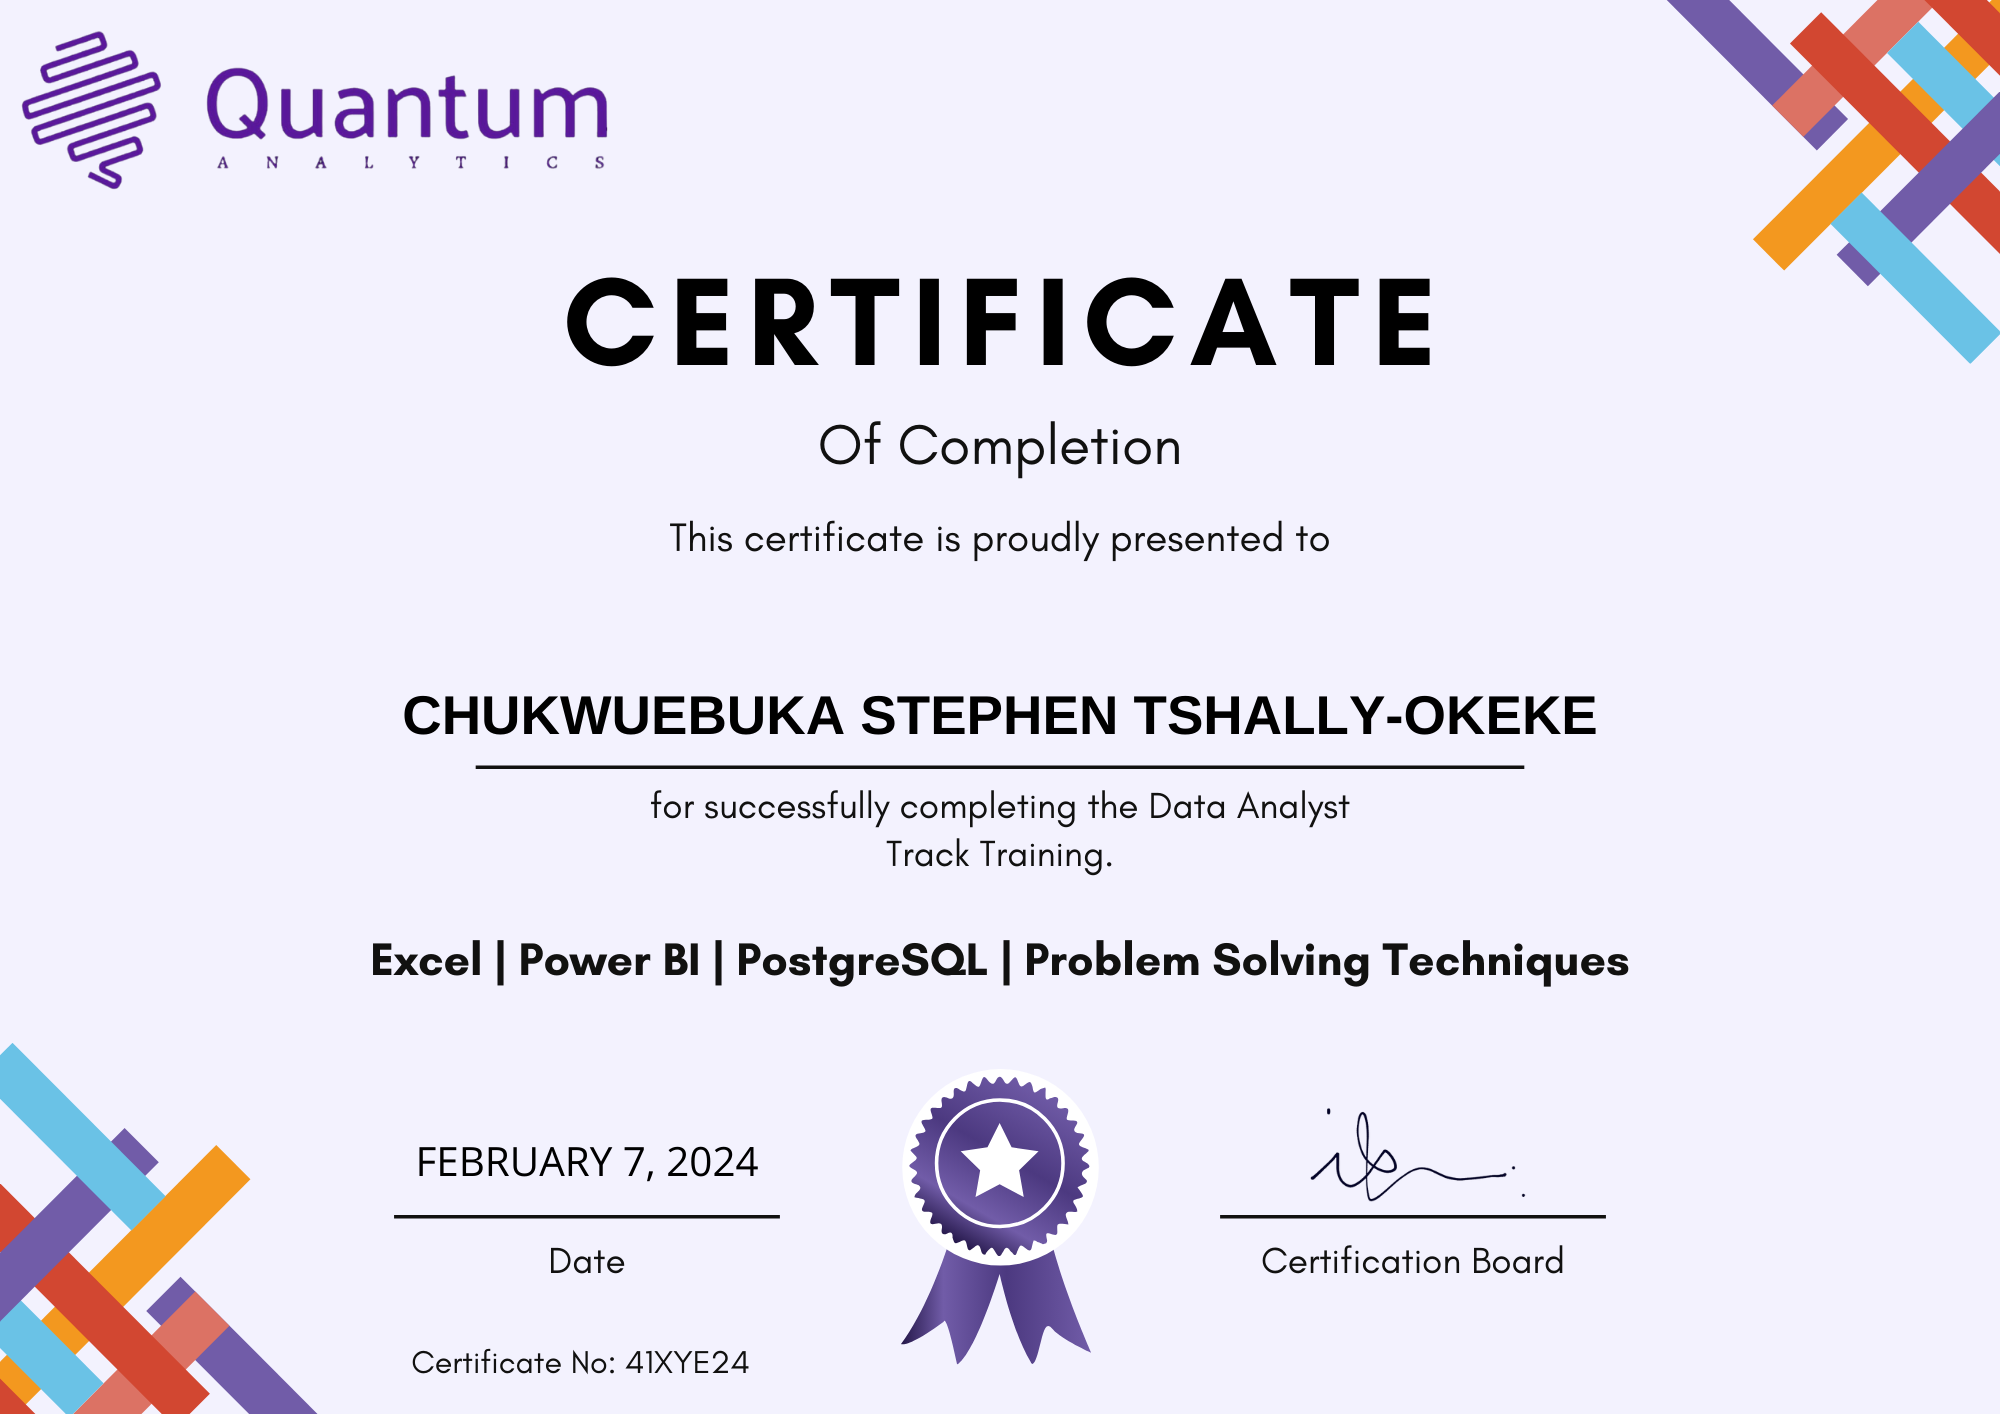 Quantum
ANALYTICS
CERTIFICATE
Of Completion
This certificate is proudly presented to
CHUKWUEBUKA STEPHEN TSHALLY-OKEKE
for successfully completing the Data Analyst
Track Training.
Excel | Power BI | PostgreSQL | Problem Solving Techniques
FEBRUARY 7, 2024
Date
Certification Board
Certificate No: 41XYE24